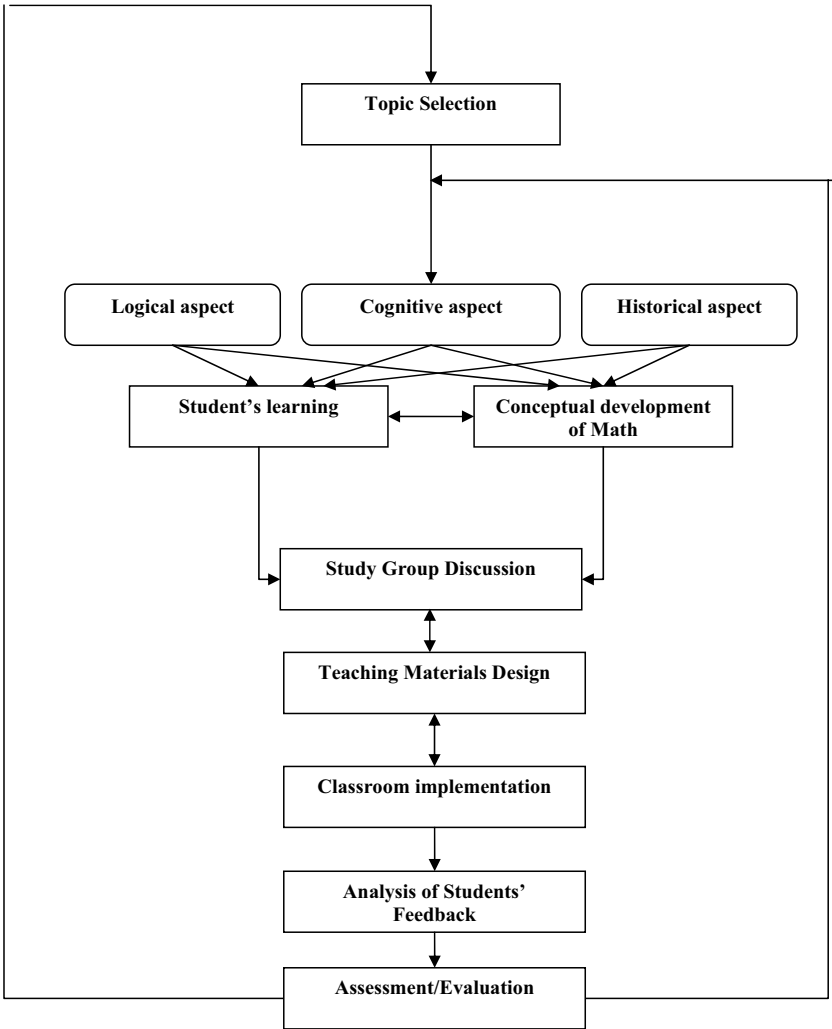 Topic Selection
Logical aspect
Cognitive aspect
Historical aspect
Student’s learning
Conceptual development
of Math
Study Group Discussion
Teaching Materials Design
Classroom implementation
Analysis of Students’
Feedback
Assessment/Evaluation